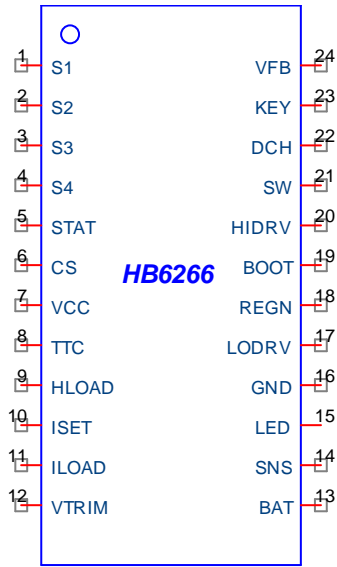 1 S1 VFB 24
2 S2 KEY 23
3 S3 DCH 22
4 S4 SW 21
5 STAT HIDRV 20
6 CS HB6266 BOOT 19
7 VCC REGN 18
8 TTC LODRV 17
9 HLOAD GND 16
10 ISET LED 15
11 ILOAD SNS 14
12 VTRIM BAT 13